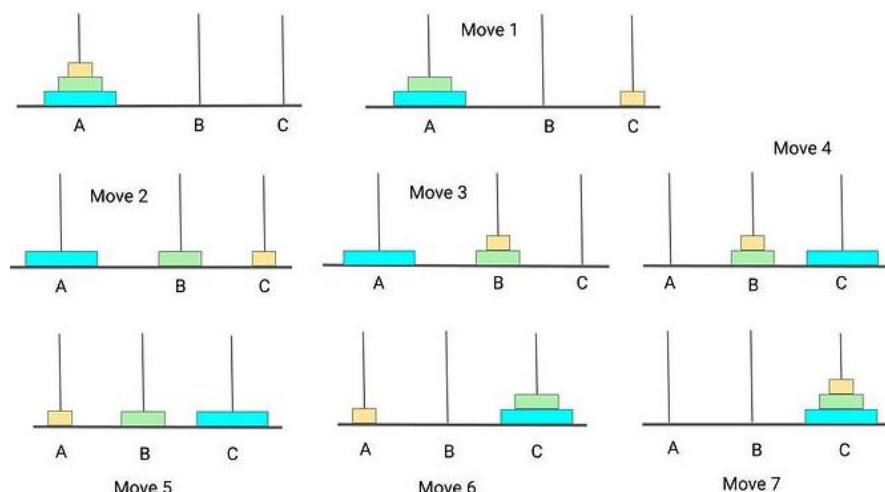 A B C
Move 1
A B C
Move 2
A B C
Move 3
A B C
Move 4
A B C
A B C
Move 5
A B C
Move 6
A B C
Move 7